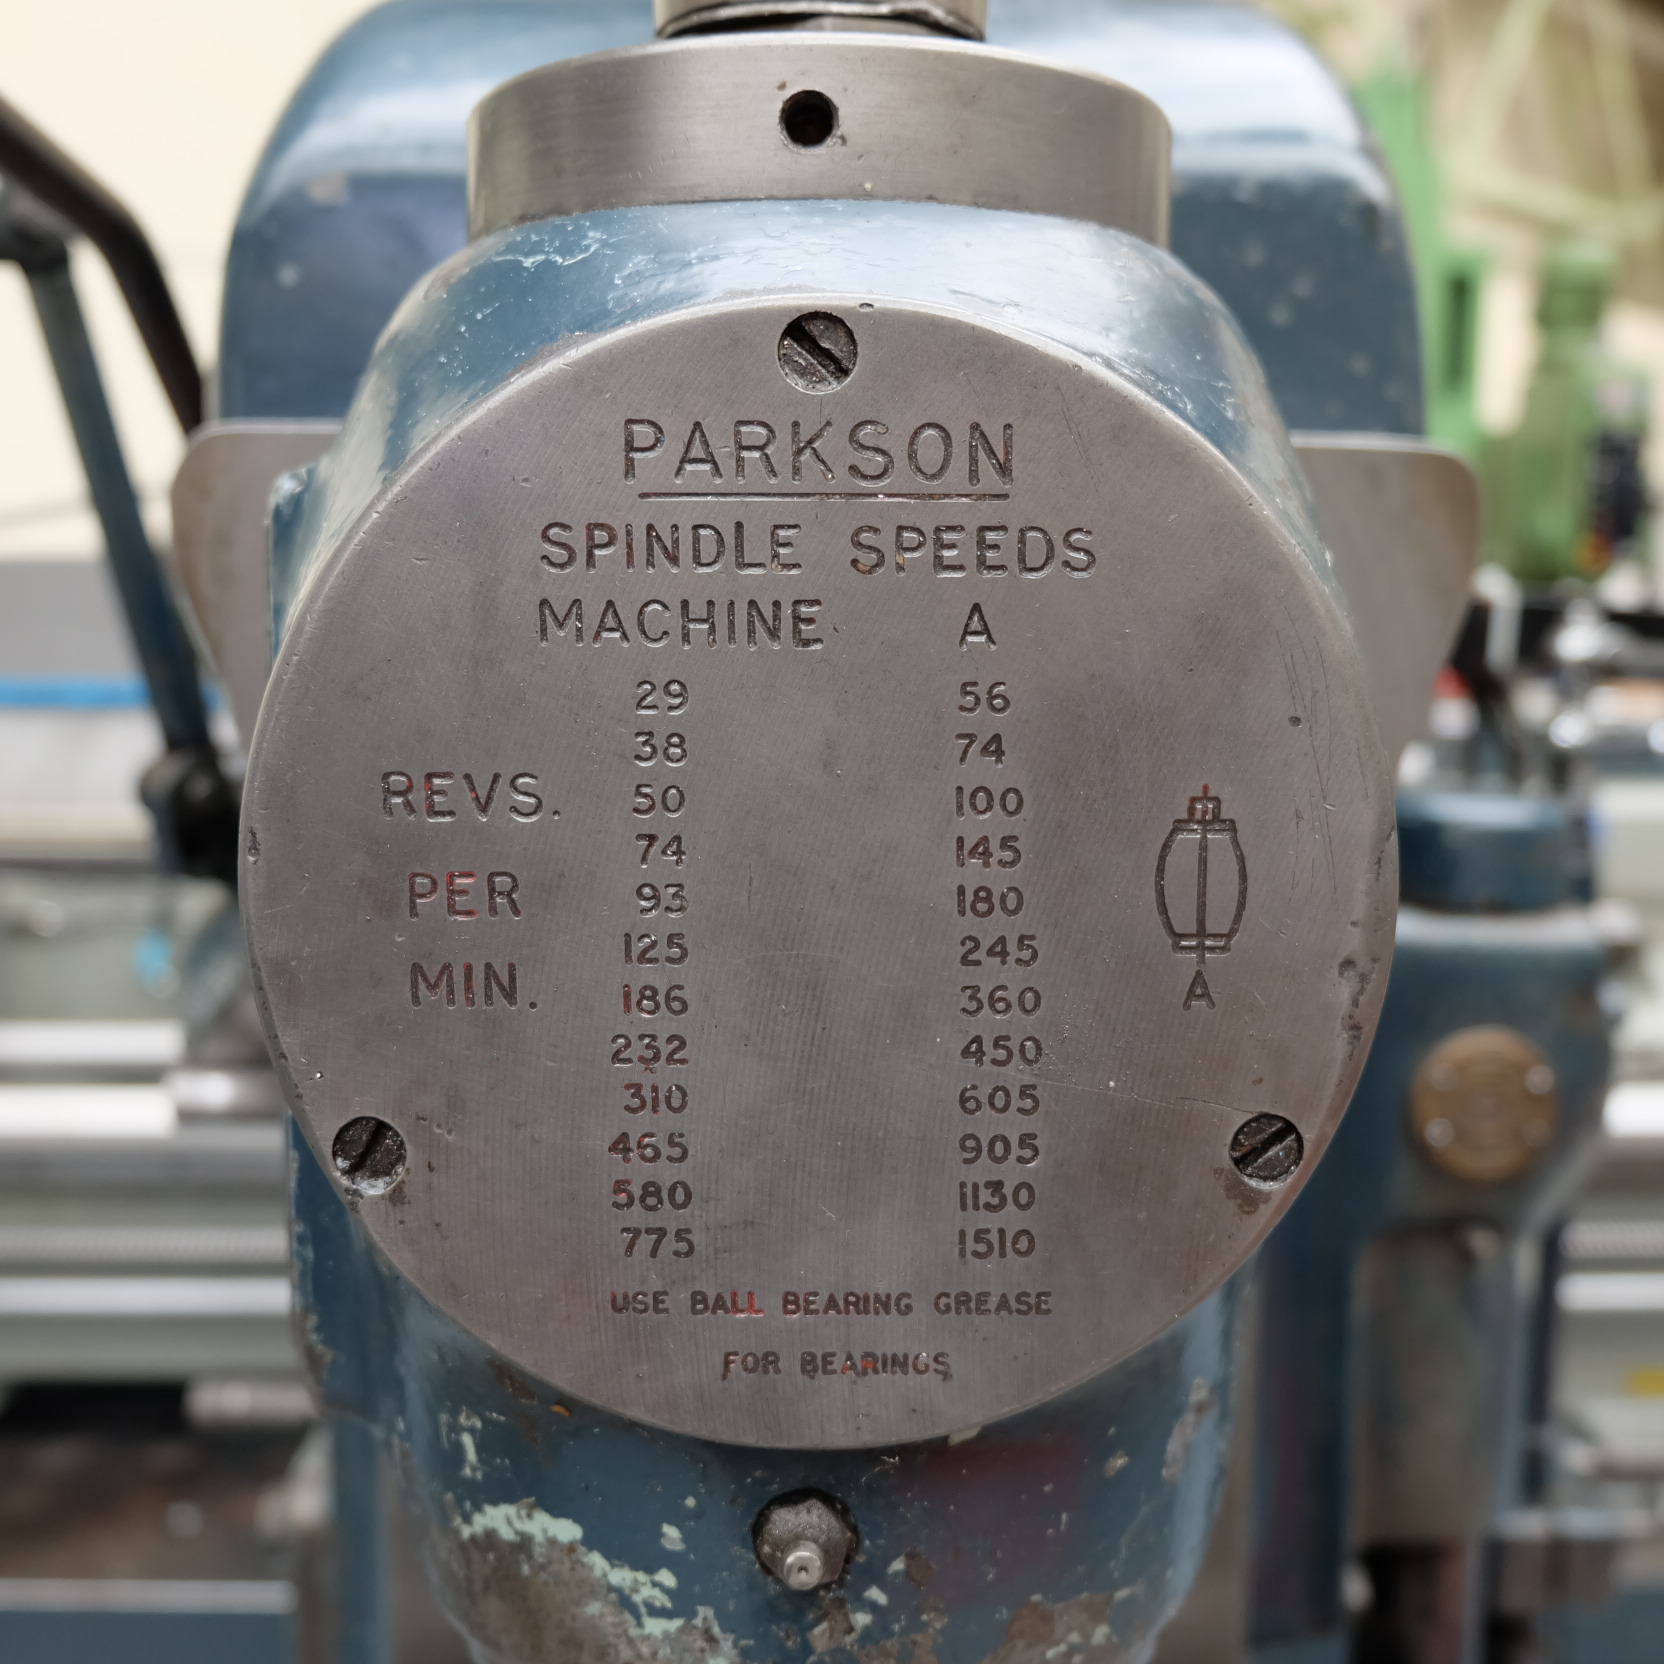 PARKSON
SPINDLE SPEEDS
MACHINE A
29 56
38 74
REVS. 50 100
74 145
PER 93 180
125 245
MIN. 186 360
A
232 450
310 605
465 905
580 1130
775 1510
USE BALL BEARING GREASE
FOR BEARINGS